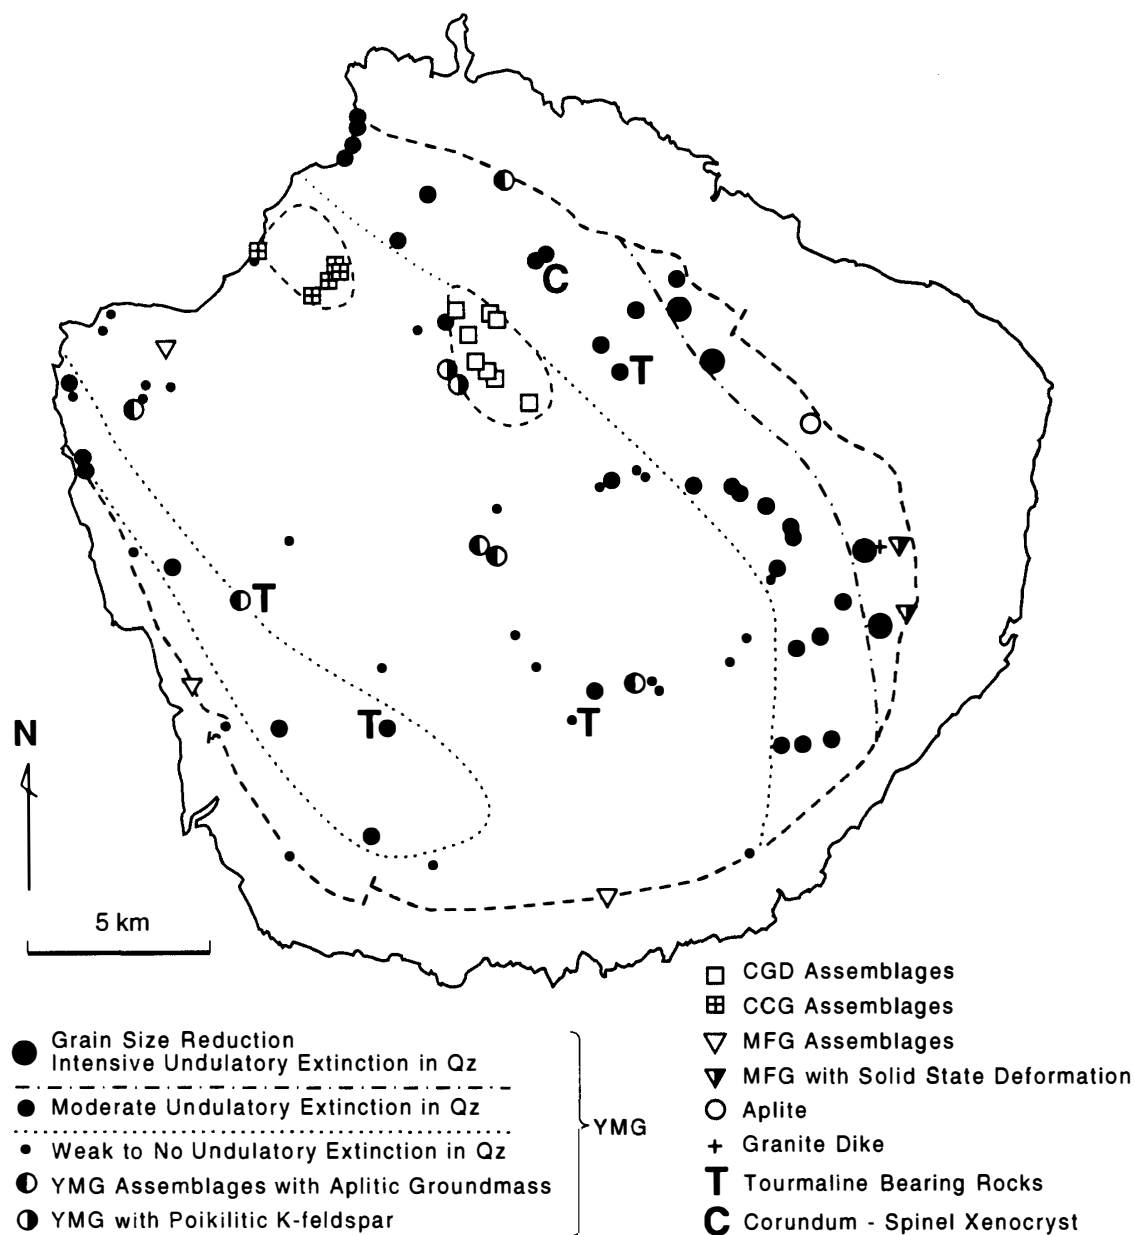 C
T
T
T
T
N
5 km
Grain Size Reduction
Intensive Undulatory Extinction in Qz
Moderate Undulatory Extinction in Qz
Weak to No Undulatory Extinction in Qz
YMG Assemblages with Aplitic Groundmass
YMG with Poikilitic K-feldspar
YMG
CGD Assemblages
CCG Assemblages
MFG Assemblages
MFG with Solid State Deformation
Aplite
Granite Dike
T Tourmaline Bearing Rocks
C Corundum - Spinel Xenocryst